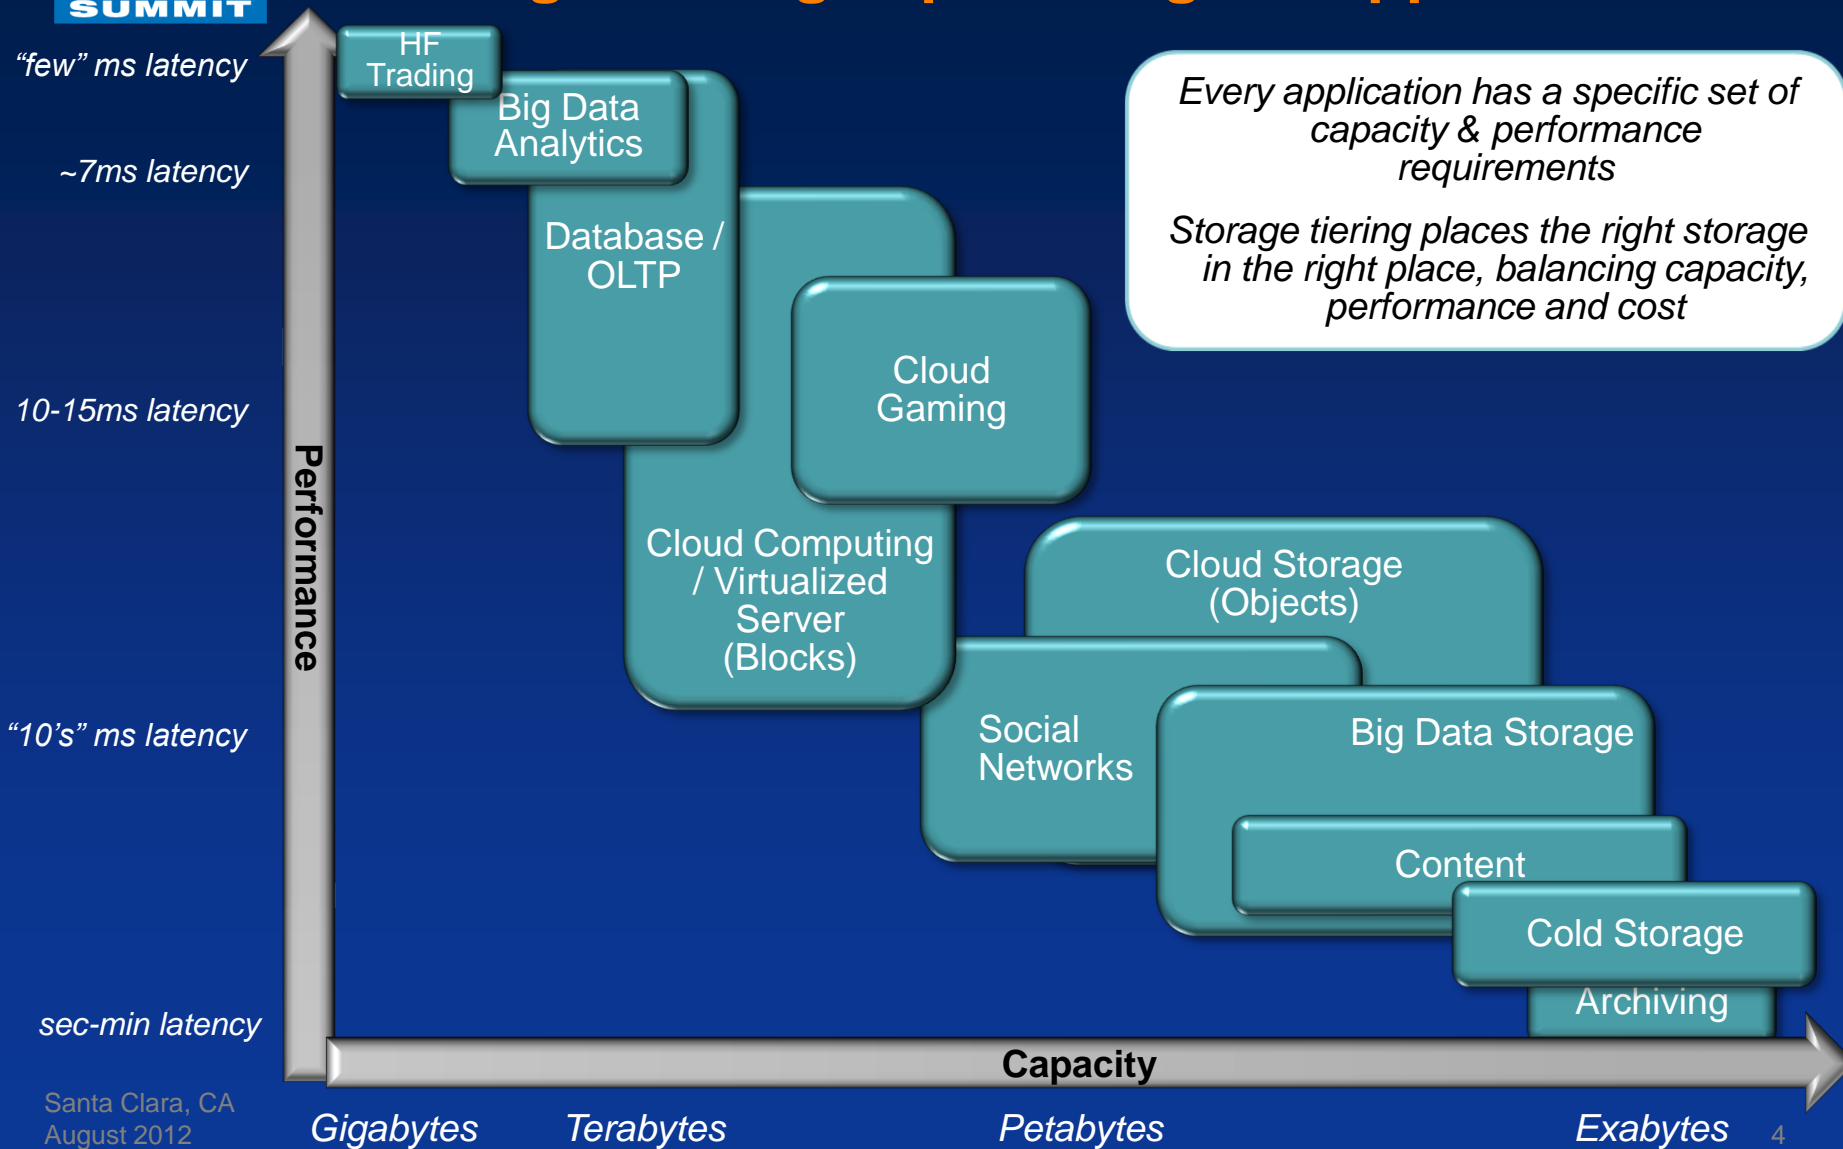 SUMMIT
"few" ms latency
~7ms latency
10-15ms latency
"10's" ms latency
sec-min latency
Performance
HF
Trading
Big Data
Analytics
Database /
OLTP
Cloud
Gaming
Cloud Computing
/ Virtualized
Server
(Blocks)
Cloud Storage
(Objects)
Social
Networks
Big Data Storage
Content
Cold Storage
Archiving
Every application has a specific set of
capacity & performance
requirements
Storage tiering places the right storage
in the right place, balancing capacity,
performance and cost
Capacity
Gigabytes
Terabytes
Petabytes
Exabytes
Santa Clara, CA
August 2012
4